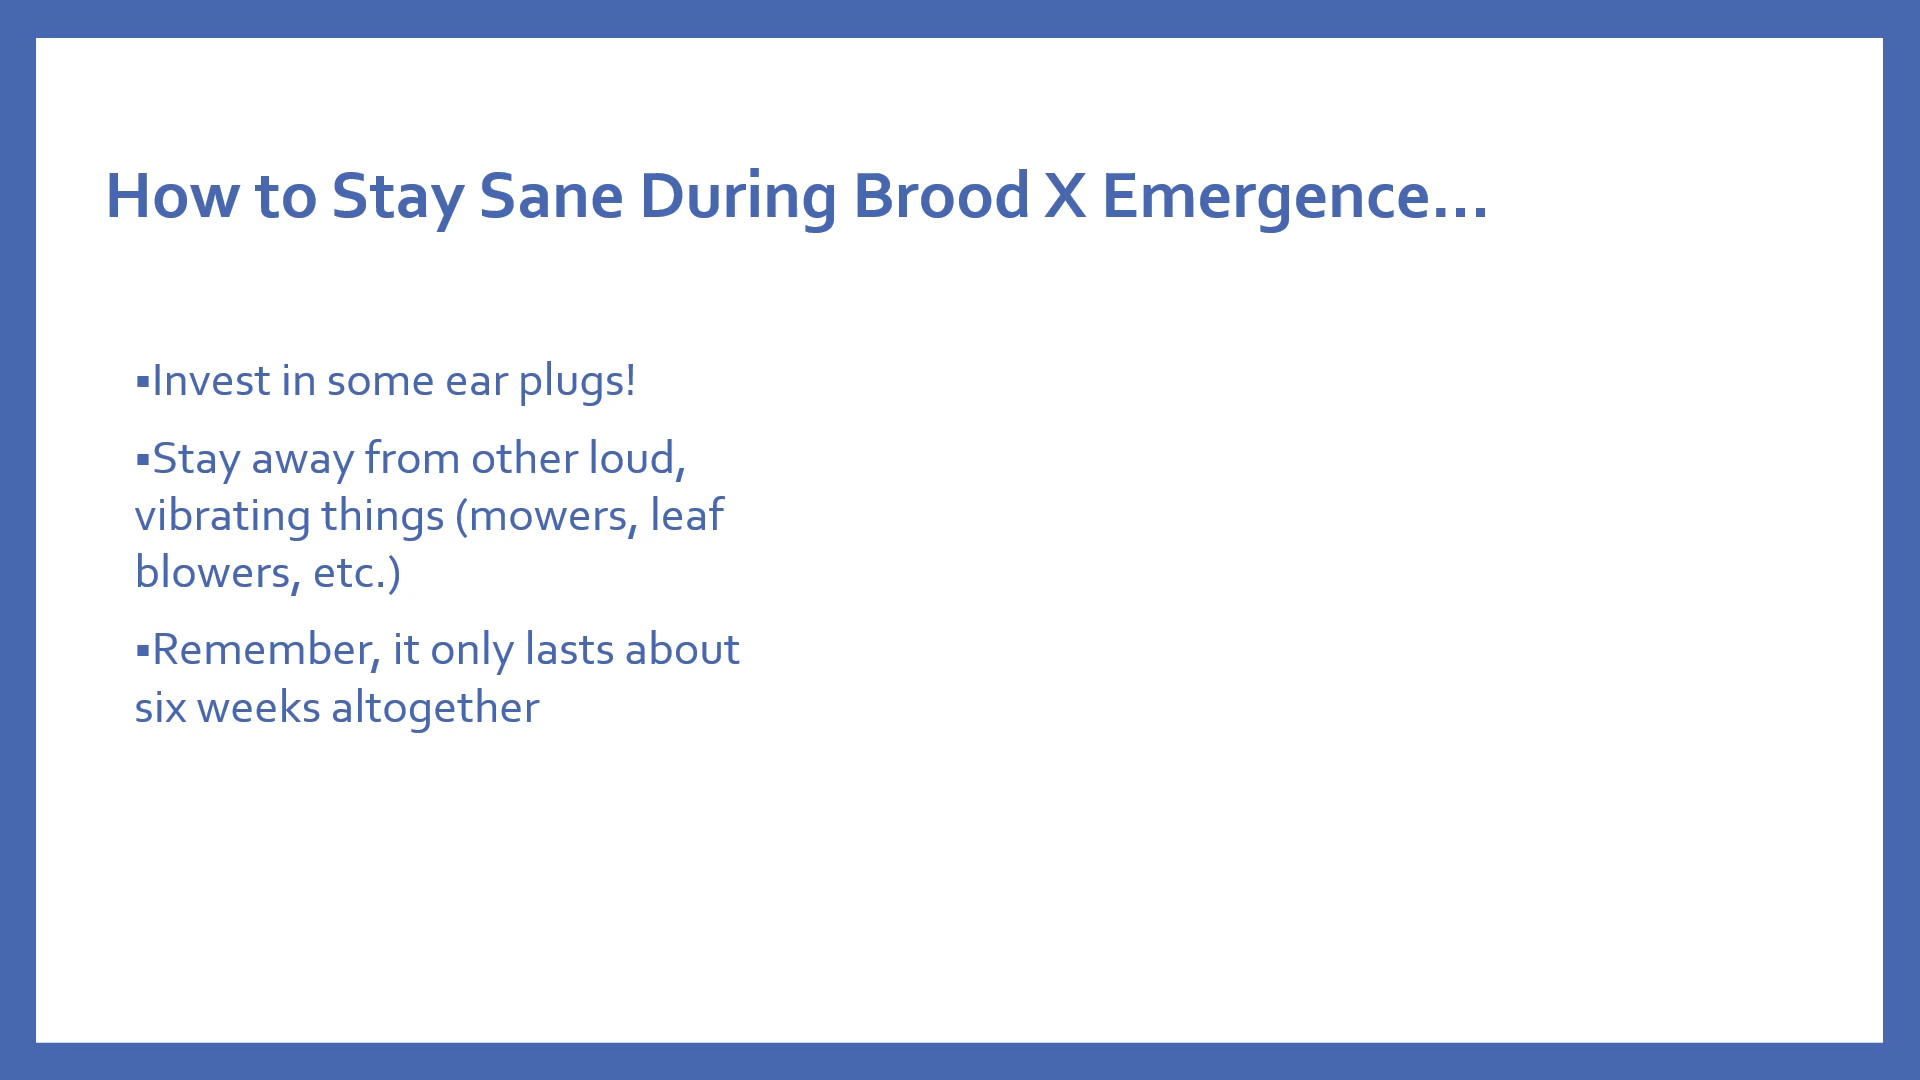 How to Stay Sane During Brood X Emergence...
▪Invest in some ear plugs!
▪Stay away from other loud,
vibrating things (mowers, leaf
blowers, etc.)
▪Remember, it only lasts about
six weeks altogether